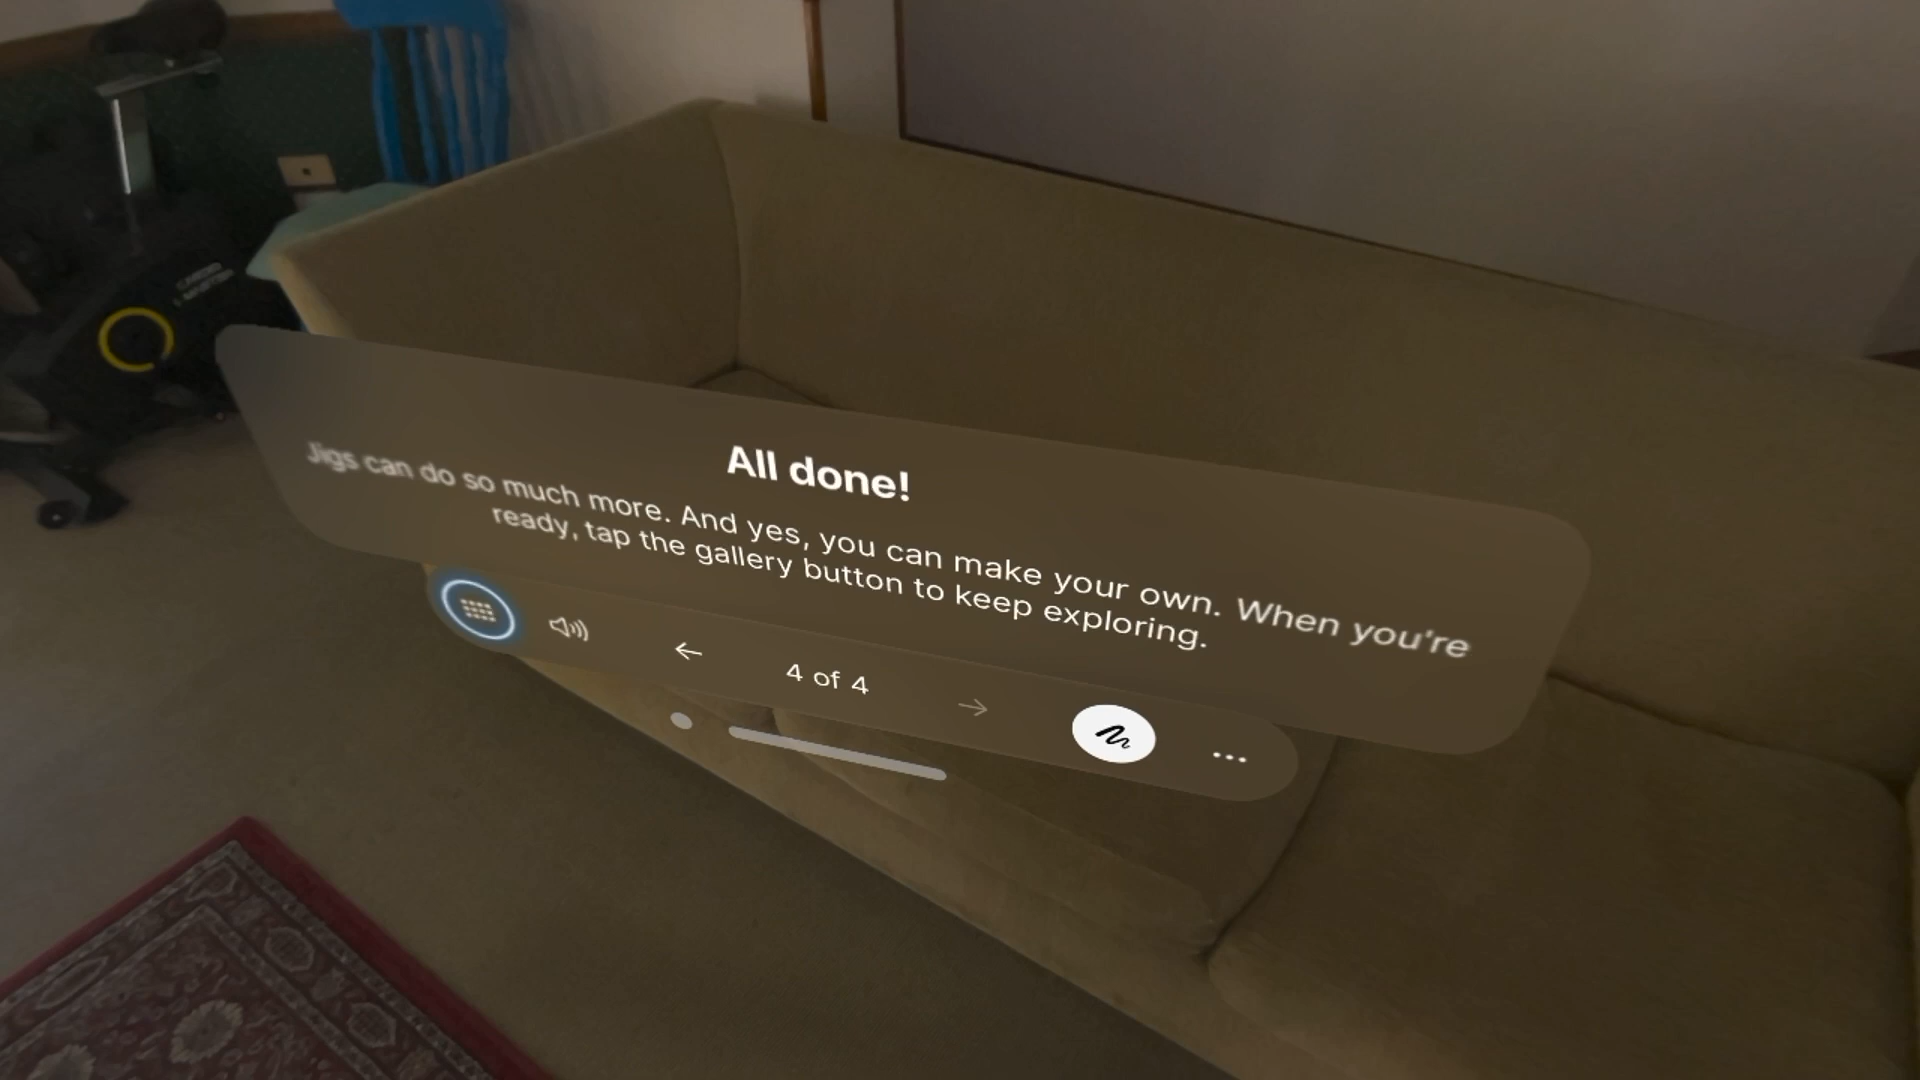 All done!
Jigs can do so much more. And yes, you can make your own. When you're
ready, tap the gallery button to keep exploring.
4 of 4